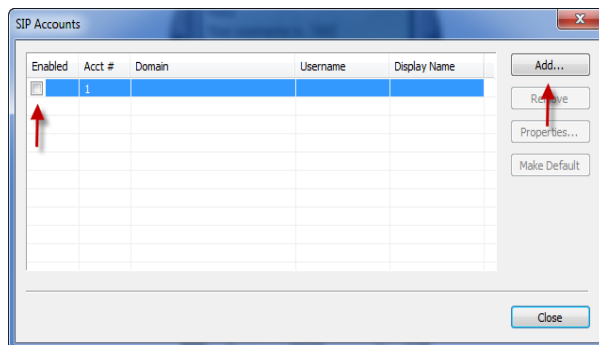 SIP Accounts
Enabled Acct # Domain Username Display Name
1
Add...
Remove
Properties...
Make Default
Close